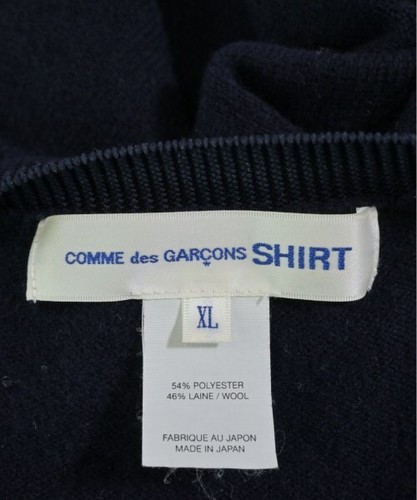 COMME des GARÇONS SHIRT
XL
54% POLYESTER
46% LAINE / WOOL
FABRIQUE AU JAPON
MADE IN JAPAN